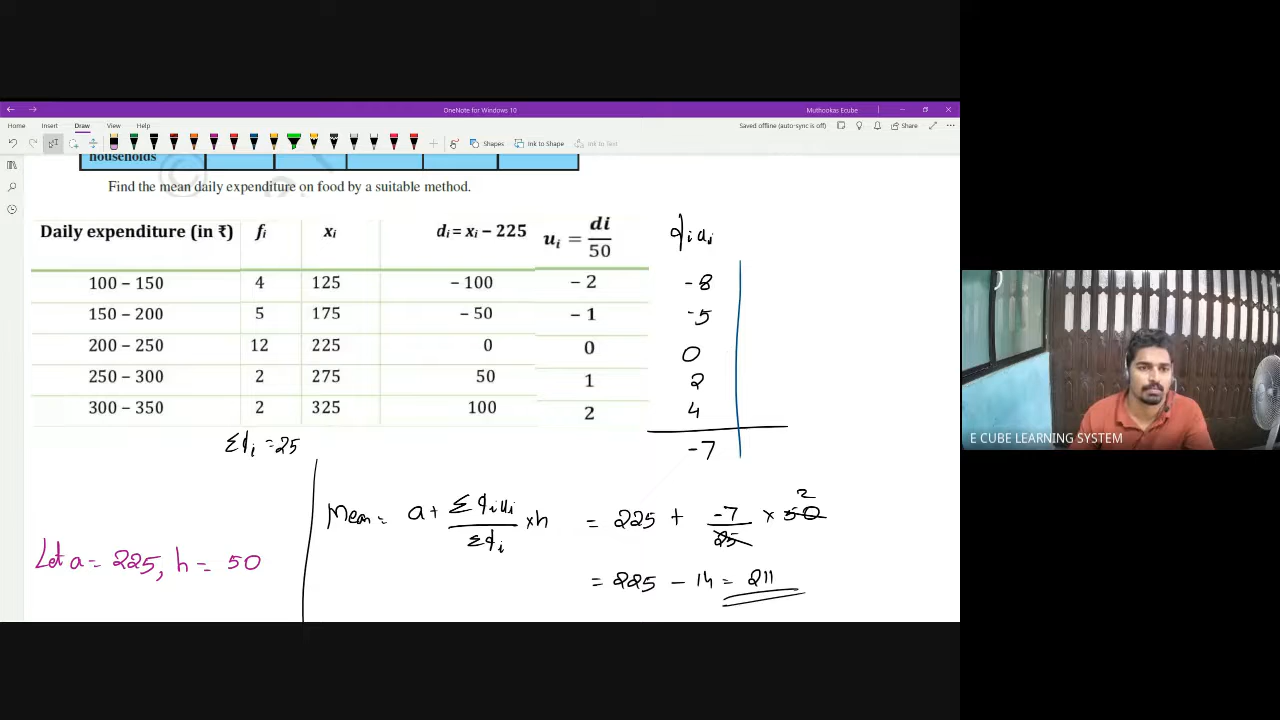 OneNote for Windows 10
Muthookas Ecube
Home Insert Draw View Help
Saved offline (auto-sync is off) Share
Shapes Ink to Shape Ink to Text
households
Find the mean daily expenditure on food by a suitable method.
Daily expenditure (in ₹) fi xi di = xi – 225 ui = di/50 fiui
100 – 150 4 125 – 100 – 2 -8
150 – 200 5 175 – 50 – 1 -5
200 – 250 12 225 0 0 0
250 – 300 2 275 50 1 2
300 – 350 2 325 100 2 4
Σfi = 25
-7
Mean = a + Σfiui/Σfi × h = 225 + -7/25 × 50 2
Let a = 225, h = 50
= 225 – 14 = 211
E CUBE LEARNING SYSTEM